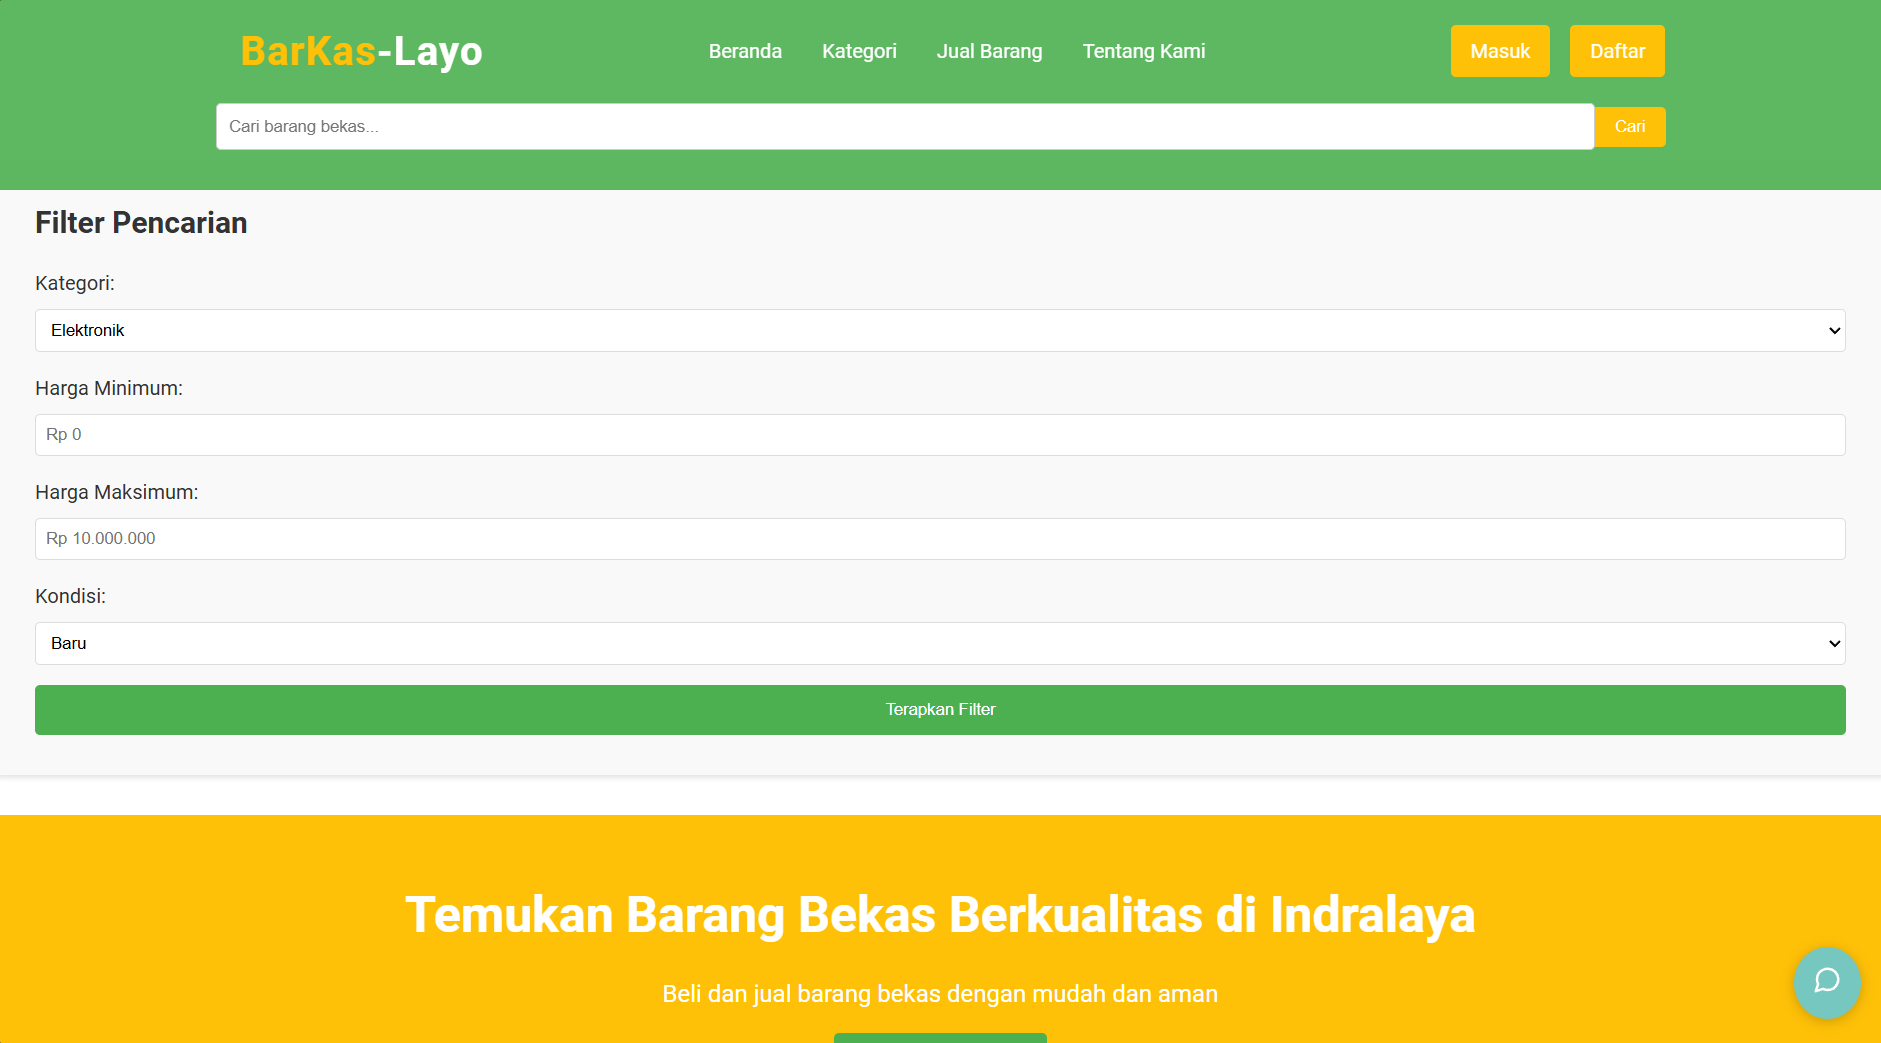 BarKas-Layo
Beranda
Kategori
Jual Barang
Tentang Kami
Masuk
Daftar
Cari barang bekas...
Cari
Filter Pencarian
Kategori:
Elektronik
Harga Minimum:
Rp 0
Harga Maksimum:
Rp 10.000.000
Kondisi:
Baru
Terapkan Filter
Temukan Barang Bekas Berkualitas di Indralaya
Beli dan jual barang bekas dengan mudah dan aman